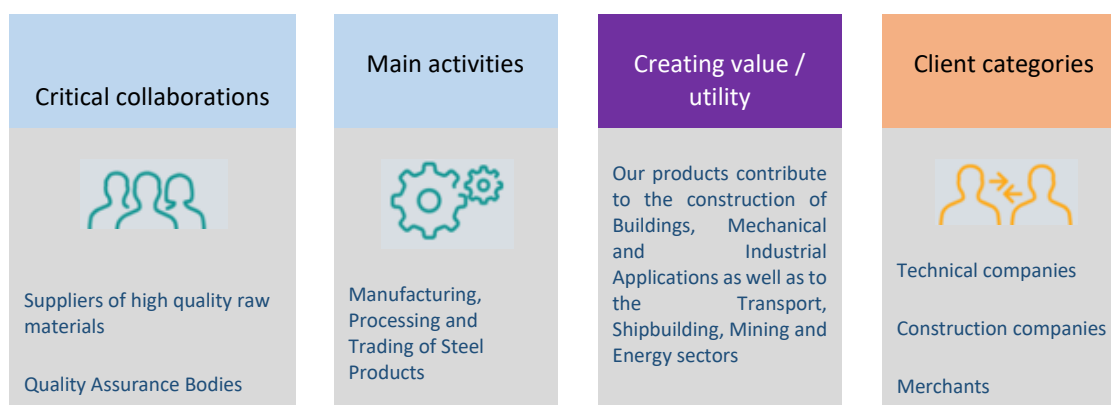 Critical collaborations
Suppliers of high quality raw
materials
Quality Assurance Bodies
Main activities
Manufacturing,
Processing and
Trading of Steel
Products
Creating value /
utility
Our products contribute
to the construction of
Buildings, Mechanical
and Industrial
Applications as well as to
the Transport,
Shipbuilding, Mining and
Energy sectors
Client categories
Technical companies
Construction companies
Merchants